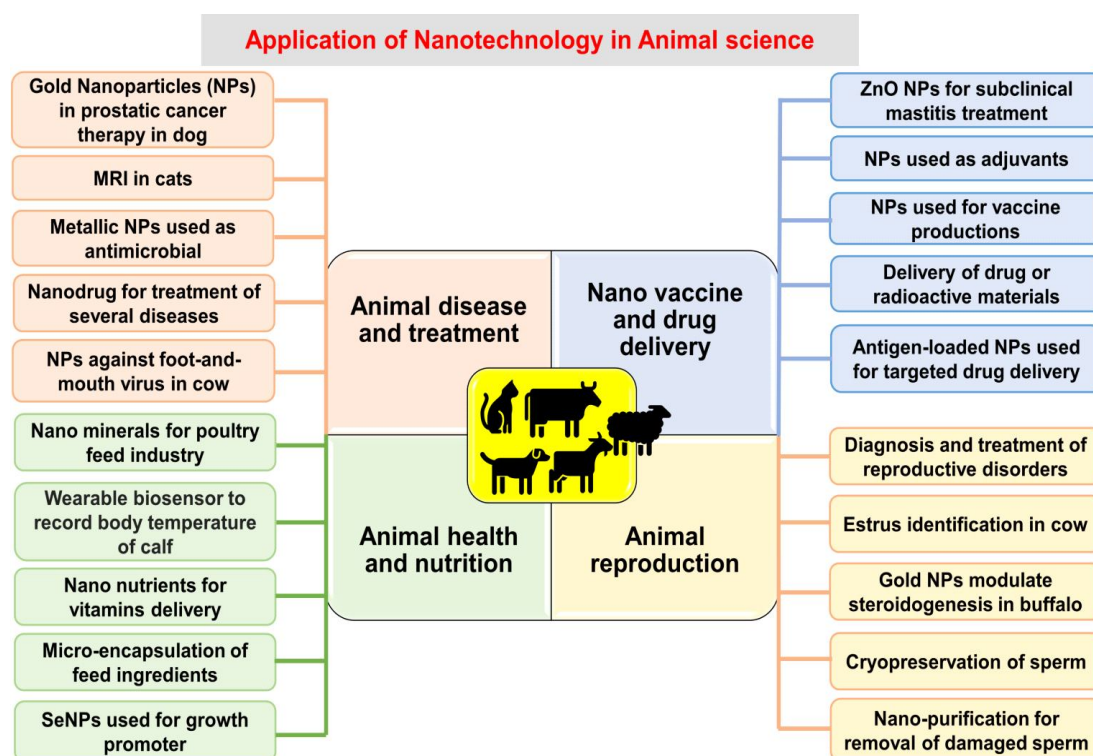 Application of Nanotechnology in Animal science
Gold Nanoparticles (NPs)
in prostatic cancer
therapy in dog
MRI in cats
Metallic NPs used as
antimicrobial
Nanodrug for treatment of
several diseases
NPs against foot-and-
mouth virus in cow
Nano minerals for poultry
feed industry
Wearable biosensor to
record body temperature
of calf
Nano nutrients for
vitamins delivery
Micro-encapsulation of
feed ingredients
SeNPs used for growth
promoter
Animal disease
and treatment
Nano vaccine
and drug
delivery
Animal health
and nutrition
Animal
reproduction
ZnO NPs for subclinical
mastitis treatment
NPs used as adjuvants
NPs used for vaccine
productions
Delivery of drug or
radioactive materials
Antigen-loaded NPs used
for targeted drug delivery
Diagnosis and treatment of
reproductive disorders
Estrus identification in cow
Gold NPs modulate
steroidogenesis in buffalo
Cryopreservation of sperm
Nano-purification for
removal of damaged sperm